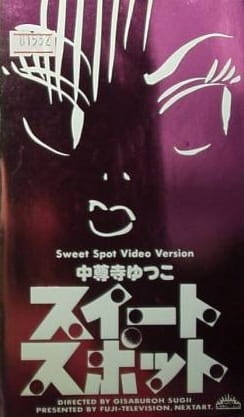 81552
Sweet Spot Video Version
中尊寺ゆつこ
スイート
スポット
DIRECTED BY GISABUROH SUGII
PRESENTED BY FUJI-TELEVISION, NEXTART.